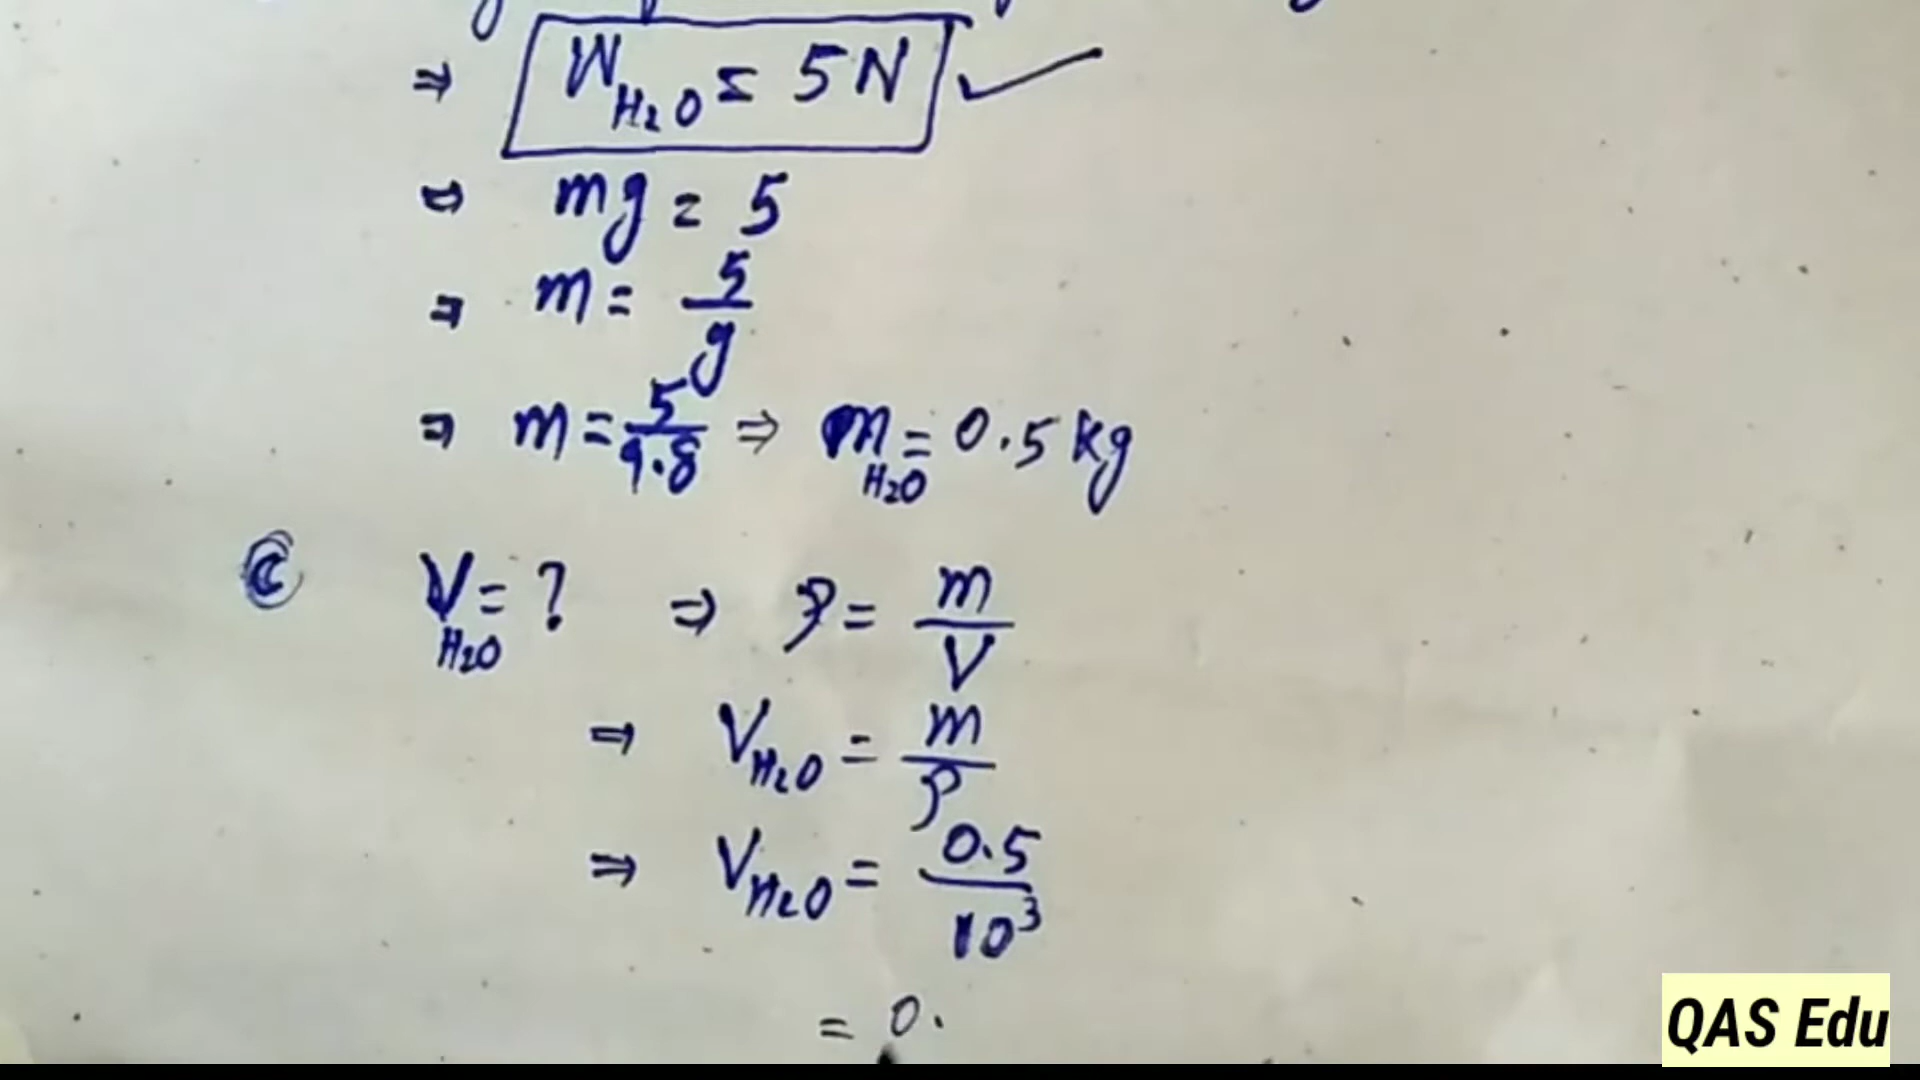 ⇒ W_H₂O = 5 N ✓
⇒ mg = 5
⇒ m = 5/g
⇒ m = 5/9.8 ⇒ m_H₂O = 0.5 kg
Ⓒ V_H₂O = ? ⇒ ρ = m/V
⇒ V_H₂O = m/ρ
⇒ V_H₂O = 0.5/10³
= 0.
QAS Edu